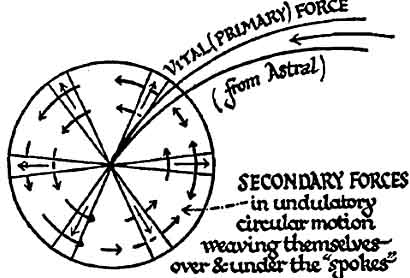 VITAL (PRIMARY) FORCE
(from Astral)
SECONDARY FORCES
in undulatory
circular motion
weaving themselves-
over & under the "spokes"